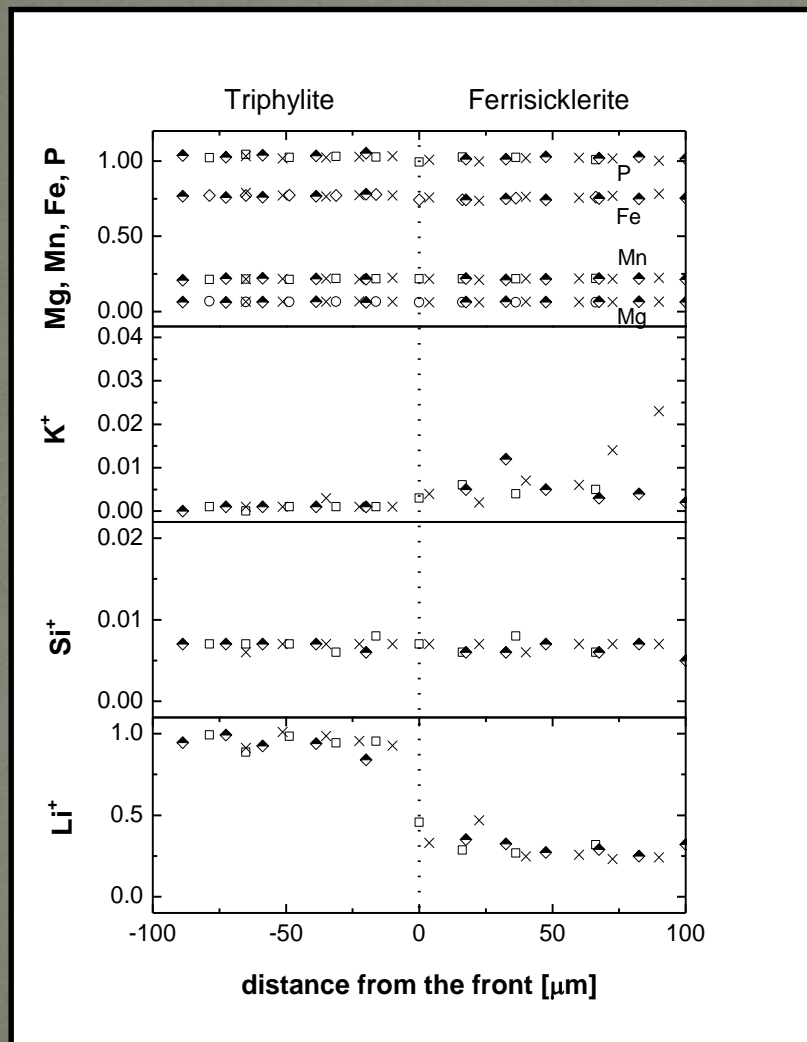 Triphylite Ferrisicklerite
Mg, Mn, Fe, P
1.00
0.50
0.00
P
Fe
Mn
Mg
K+
0.04
0.03
0.02
0.01
0.00
Si+
0.02
0.01
0.00
Li+
1.0
0.5
0.0
-100 -50 0 50 100
distance from the front [μm]